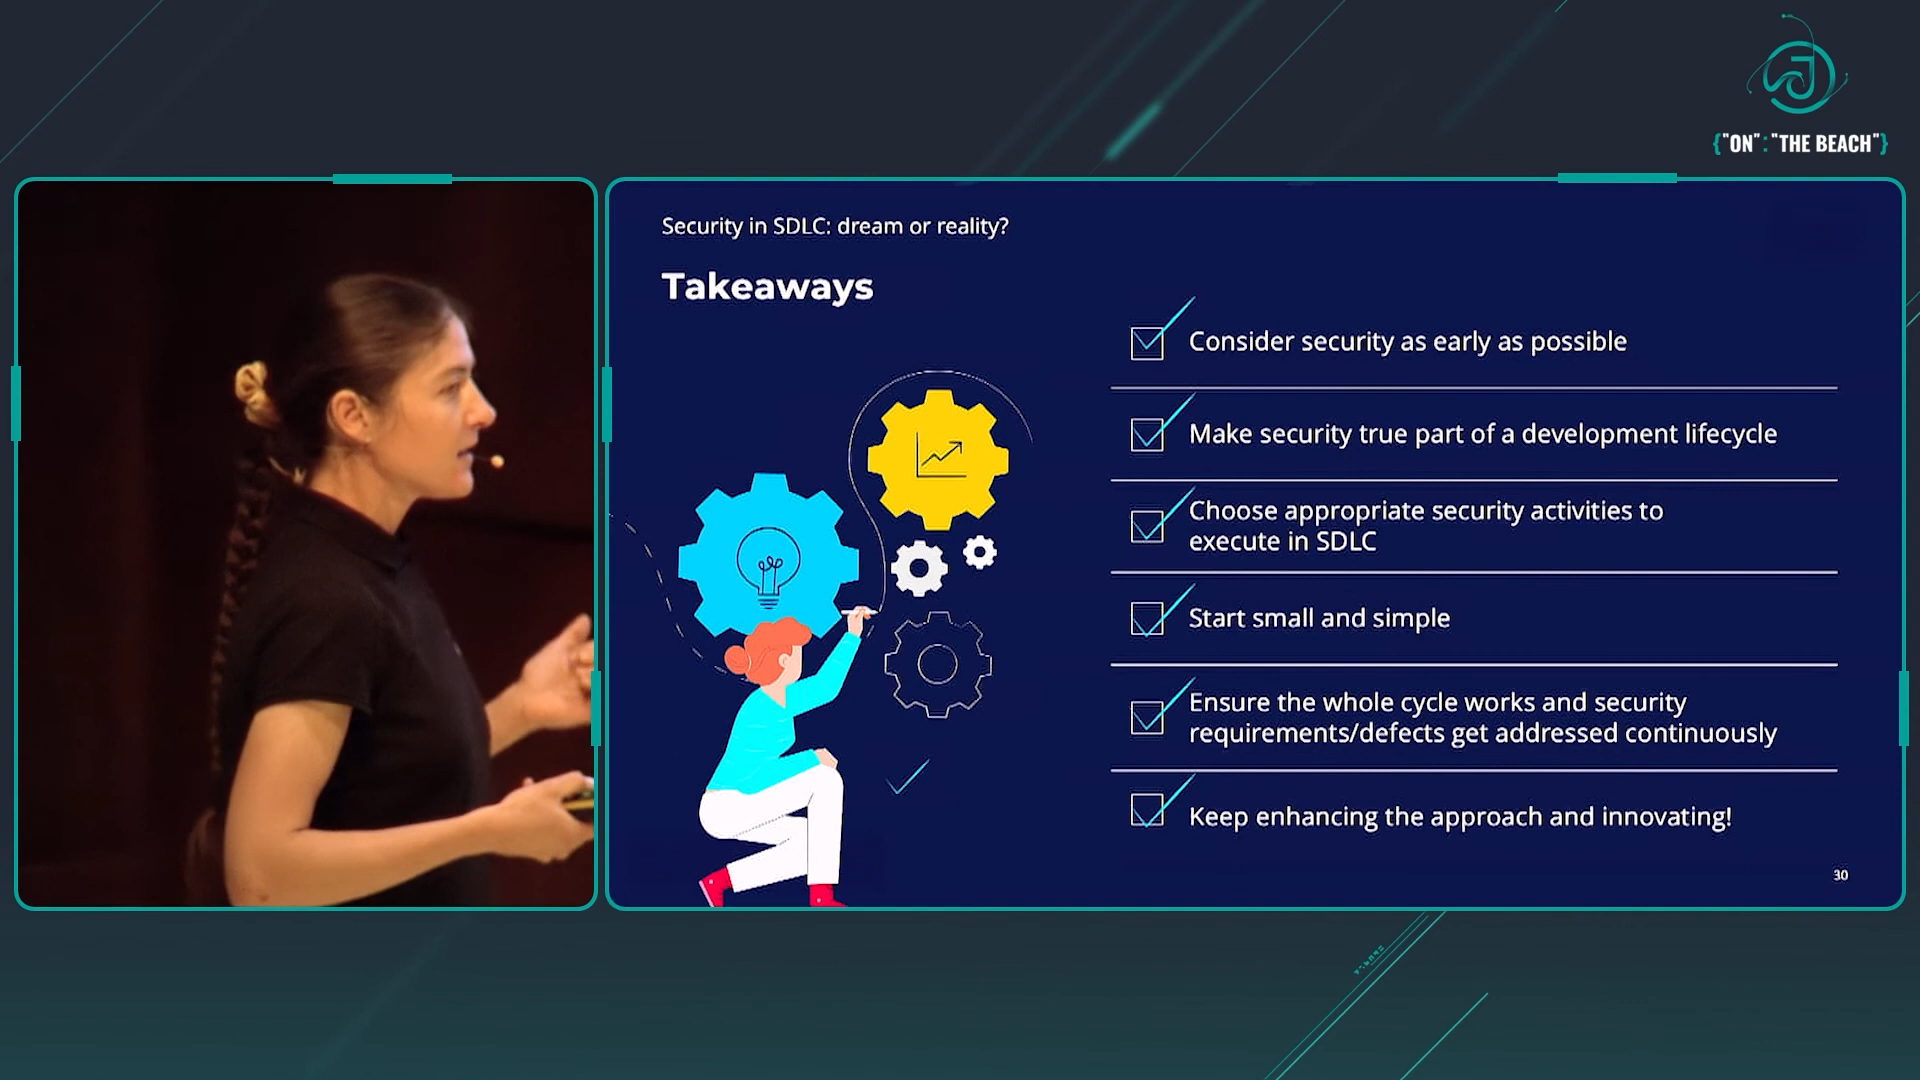 {"ON":"THE BEACH"}
Security in SDLC: dream or reality?
Takeaways
Consider security as early as possible
Make security true part of a development lifecycle
Choose appropriate security activities to
execute in SDLC
Start small and simple
Ensure the whole cycle works and security
requirements/defects get addressed continuously
Keep enhancing the approach and innovating!
30